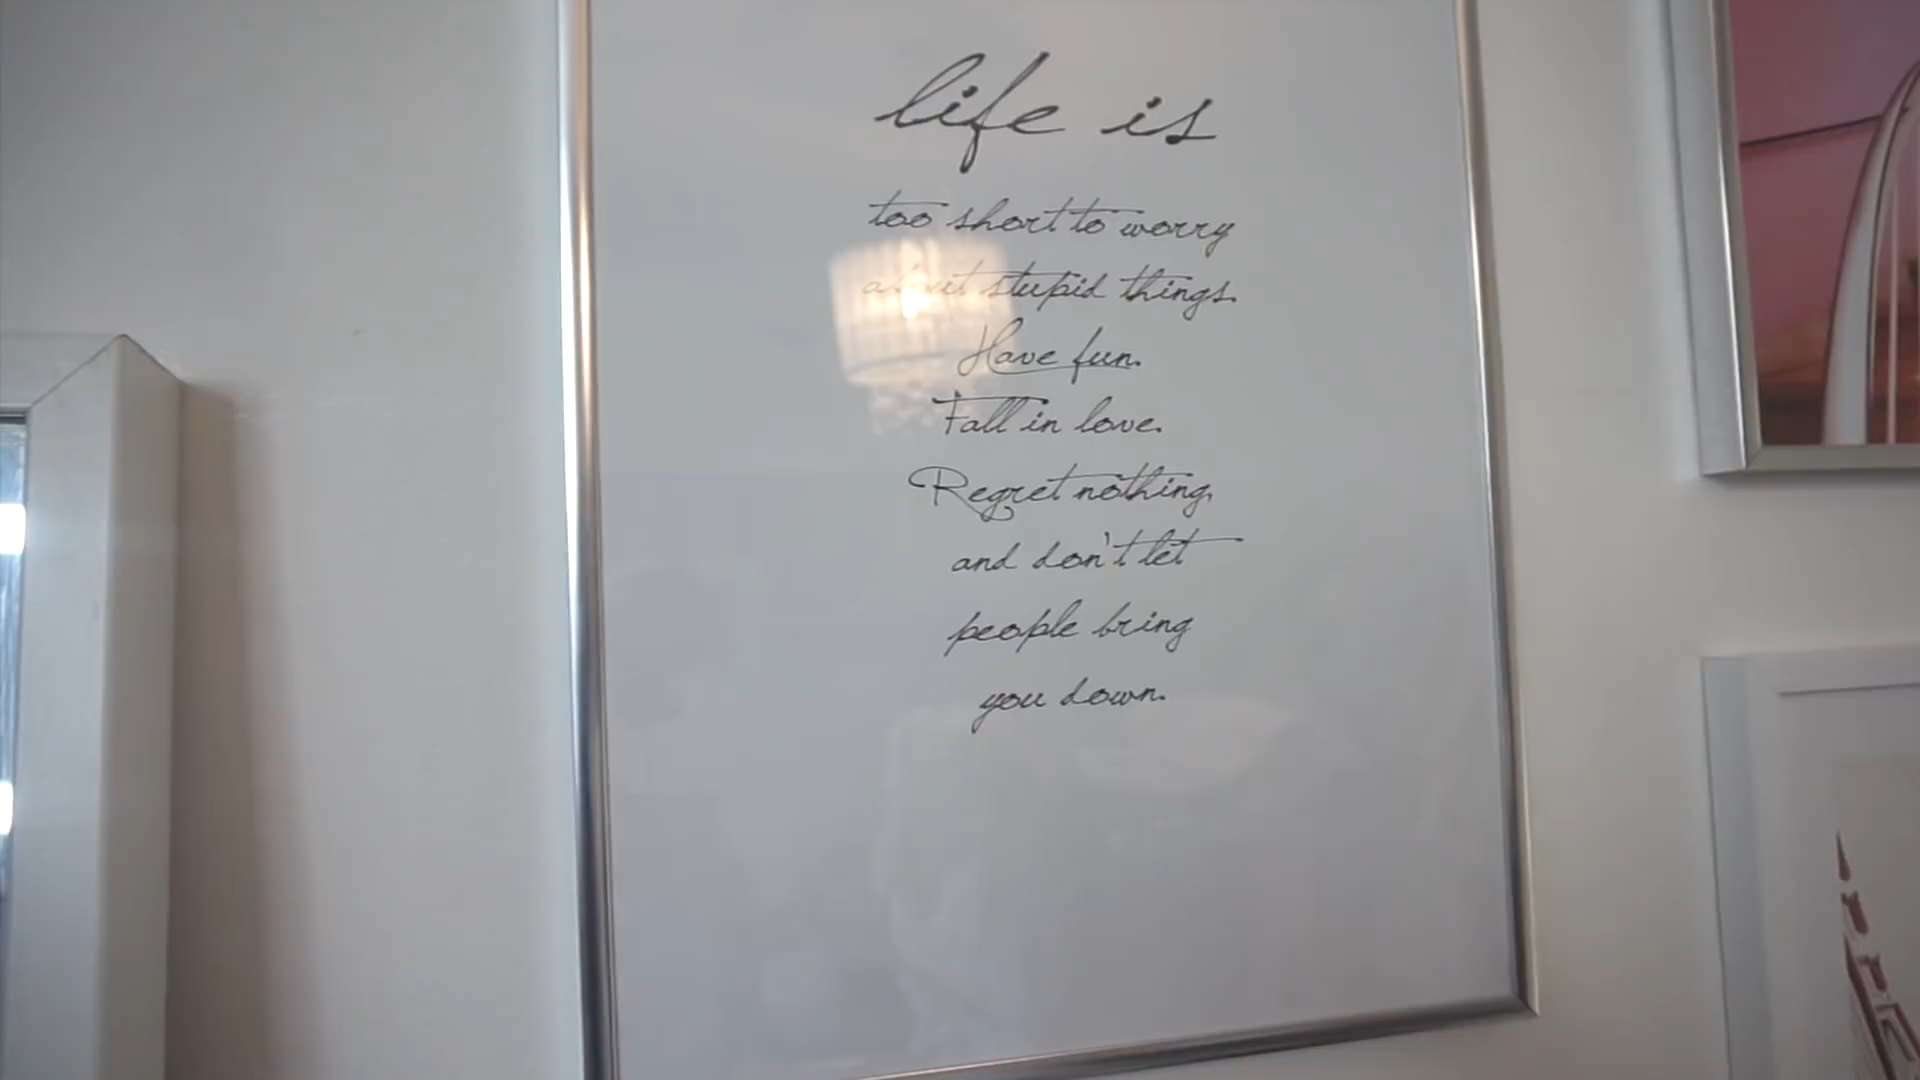 life is
too short to worry
about stupid things.
Have fun.
Fall in love.
Regret nothing,
and don't let
people bring
you down.